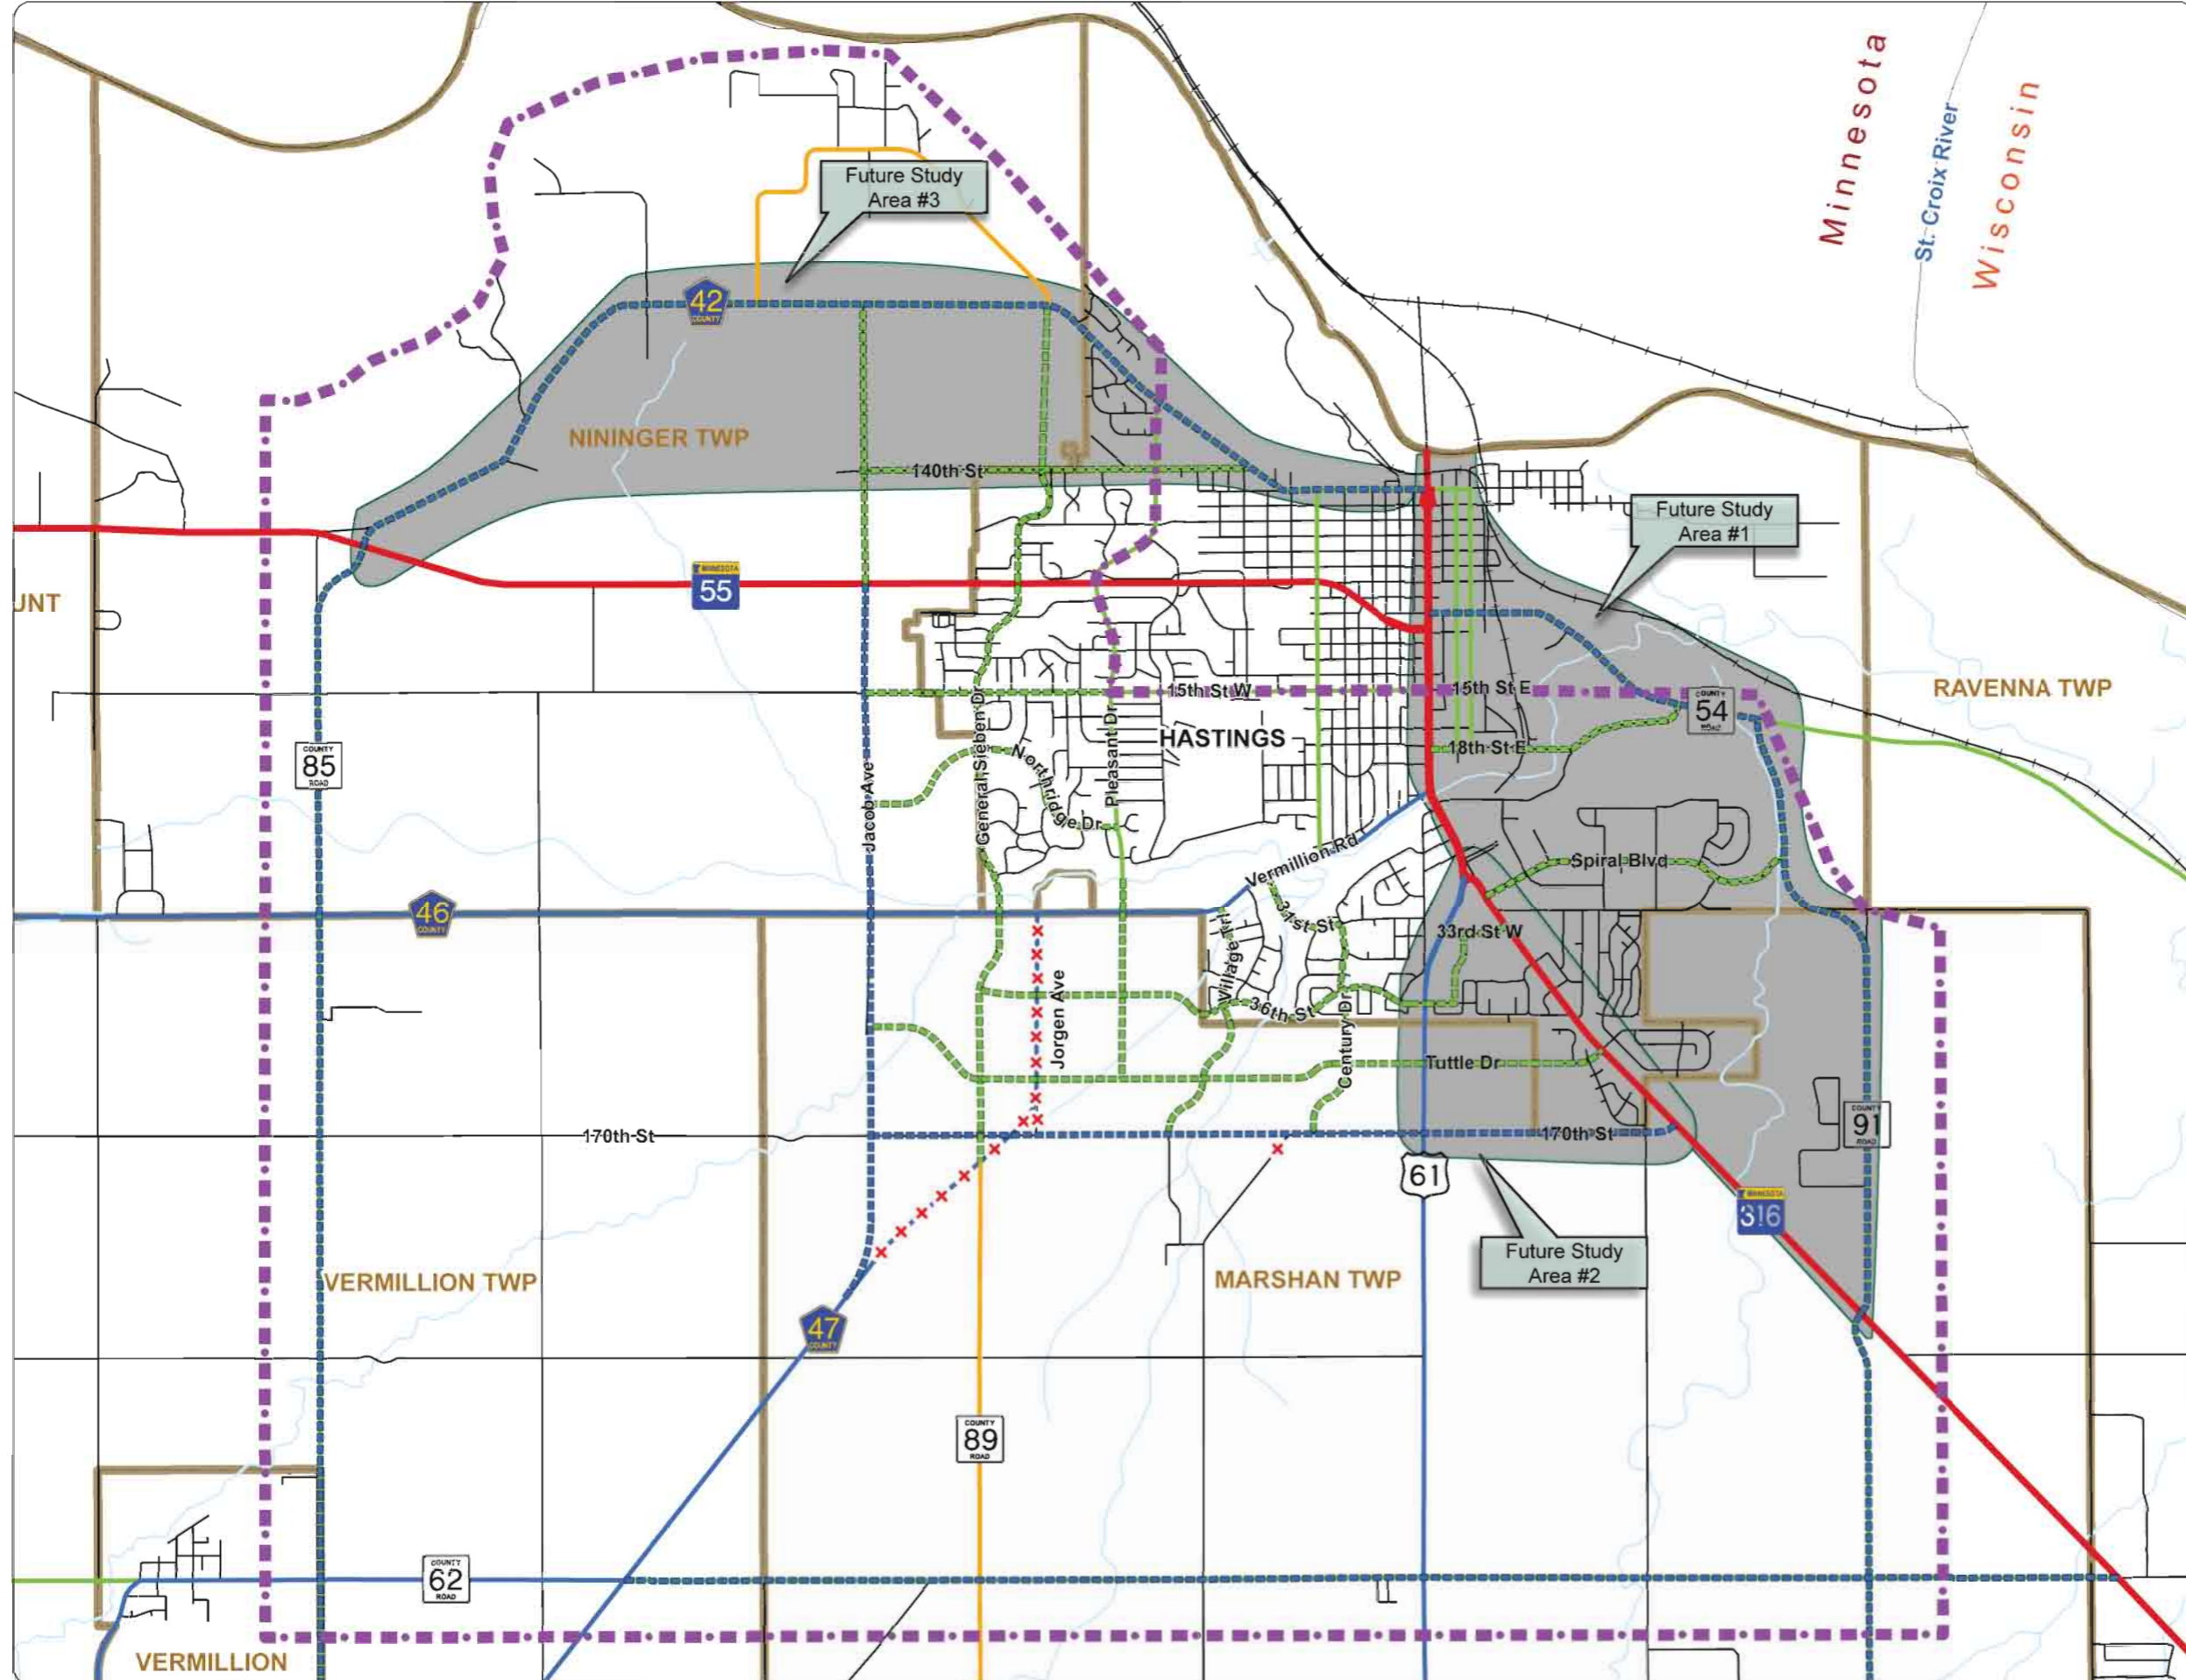 Minnesota
St. Croix River
Wisconsin
Future Study
Area #3
42
COUNTY
NININGER TWP
140th St
Future Study
Area #1
MINNESOTA
55
UNT
15th St W
15th St E
COUNTY
54
ROAD
RAVENNA TWP
HASTINGS
18th St E
COUNTY
85
ROAD
Jacob Ave
General Sieben Dr
Northridge Dr
Pleasant Dr
Vermillion Rd
Spiral Blvd
46
COUNTY
31st St
33rd St W
Village Trl
36th St
Century Dr
Jorgen Ave
Tuttle Dr
COUNTY
91
ROAD
170th St
170th St
61
MINNESOTA
316
Future Study
Area #2
VERMILLION TWP
MARSHAN TWP
47
COUNTY
COUNTY
89
ROAD
COUNTY
62
ROAD
VERMILLION